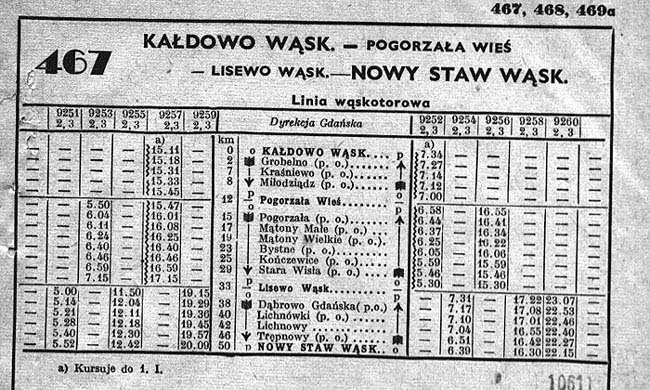 467, 468, 469a
467 KAŁDOWO WĄSK. — POGORZAŁA WIEŚ
— LISEWO WĄSK.—NOWY STAW WĄSK.
Linia wąskotorowa
9251 9253 9255 9257 9259 Dyrekcja Gdańska 9252 9254 9256 9258 9260
2, 3 2, 3 2, 3 2, 3 2, 3 2, 3 2, 3 2, 3 2, 3 2, 3
a) km a)
— — — — 15.11 — 0 o KAŁDOWO WĄSK.... p 7.34 — — — —
— — — — 15.18 — 2 Grobelno (p. o.)...... 7.27 — — — —
— — — — 15.31 — 7 Kraśniewo (p. o.)...... 7.14 — — — —
— — — — 15.33 — 8 Miłodziądz (p. o.)...... 7.12 — — — —
— — — — 15.45 — 12 p Pogorzała Wieś.. o 7.00 — — — —
— — 5.50 — 15.47 — o p 6.58 — 16.55 — —
— — 6.04 — 16.01 — 15 Pogorzała (p. o.)...... 6.44 — 16.41 — —
— — 6.11 — 16.08 — 17 Mątony Małe (p. o.)... 6.37 — 16.34 — —
— — 6.24 — 16.25 — 19 Mątony Wielkie (p. o.). 6.25 — 16.22 — —
— — 6.40 — 16.40 — 23 Bystne (p. o.)...... 6.05 — 16.06 — —
— — 6.46 — 16.46 — 25 Kończewice (p. o.)..... 5.59 — 15.59 — —
— — 6.59 — 16.59 — 29 Stara Wisła (p. o.)..... 5.46 — 15.46 — —
— — 7.15 — 17.15 — 33 p Lisewo Wąsk...... o 5.30 — 15.30 — —
— 5.00 — 11.50 — 19.15 o p — 7.31 — 17.22 23.07
— 5.14 — 12.04 — 19.29 38 Dąbrowo Gdańska( p.o.) — 7.17 — 17.08 22.53
— 5.21 — 12.11 — 19.36 40 Lichnówki (p. o.)...... — 7.10 — 17.01 22.46
— 5.28 — 12.18 — 19.45 42 Lichnowy ............ — 7.04 — 16.55 22.40
— 5.40 — 12.30 — 19.57 46 Trępnowy (p. o.)..... — 6.51 — 16.42 22.27
— 5.52 — 12.42 — 20.09 50 p NOWY STAW WĄSK.. o — 6.39 — 16.30 22.15
a) Kursuje do 1. I.